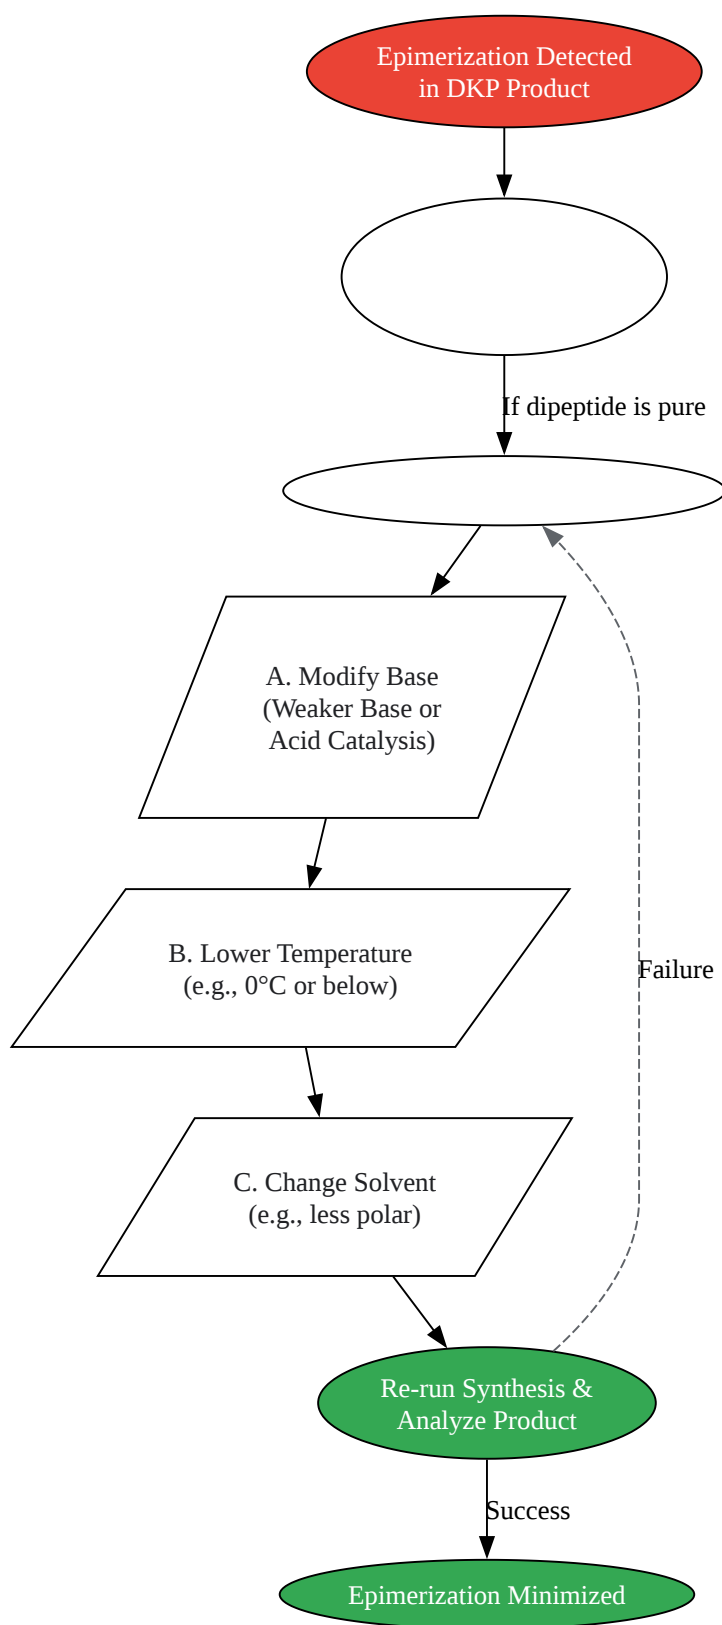 Epimerization Detected
in DKP Product
If dipeptide is pure
A. Modify Base
(Weaker Base or
Acid Catalysis)
B. Lower Temperature
(e.g., 0°C or below)
Failure
C. Change Solvent
(e.g., less polar)
Re-run Synthesis &
Analyze Product
Success
Epimerization Minimized